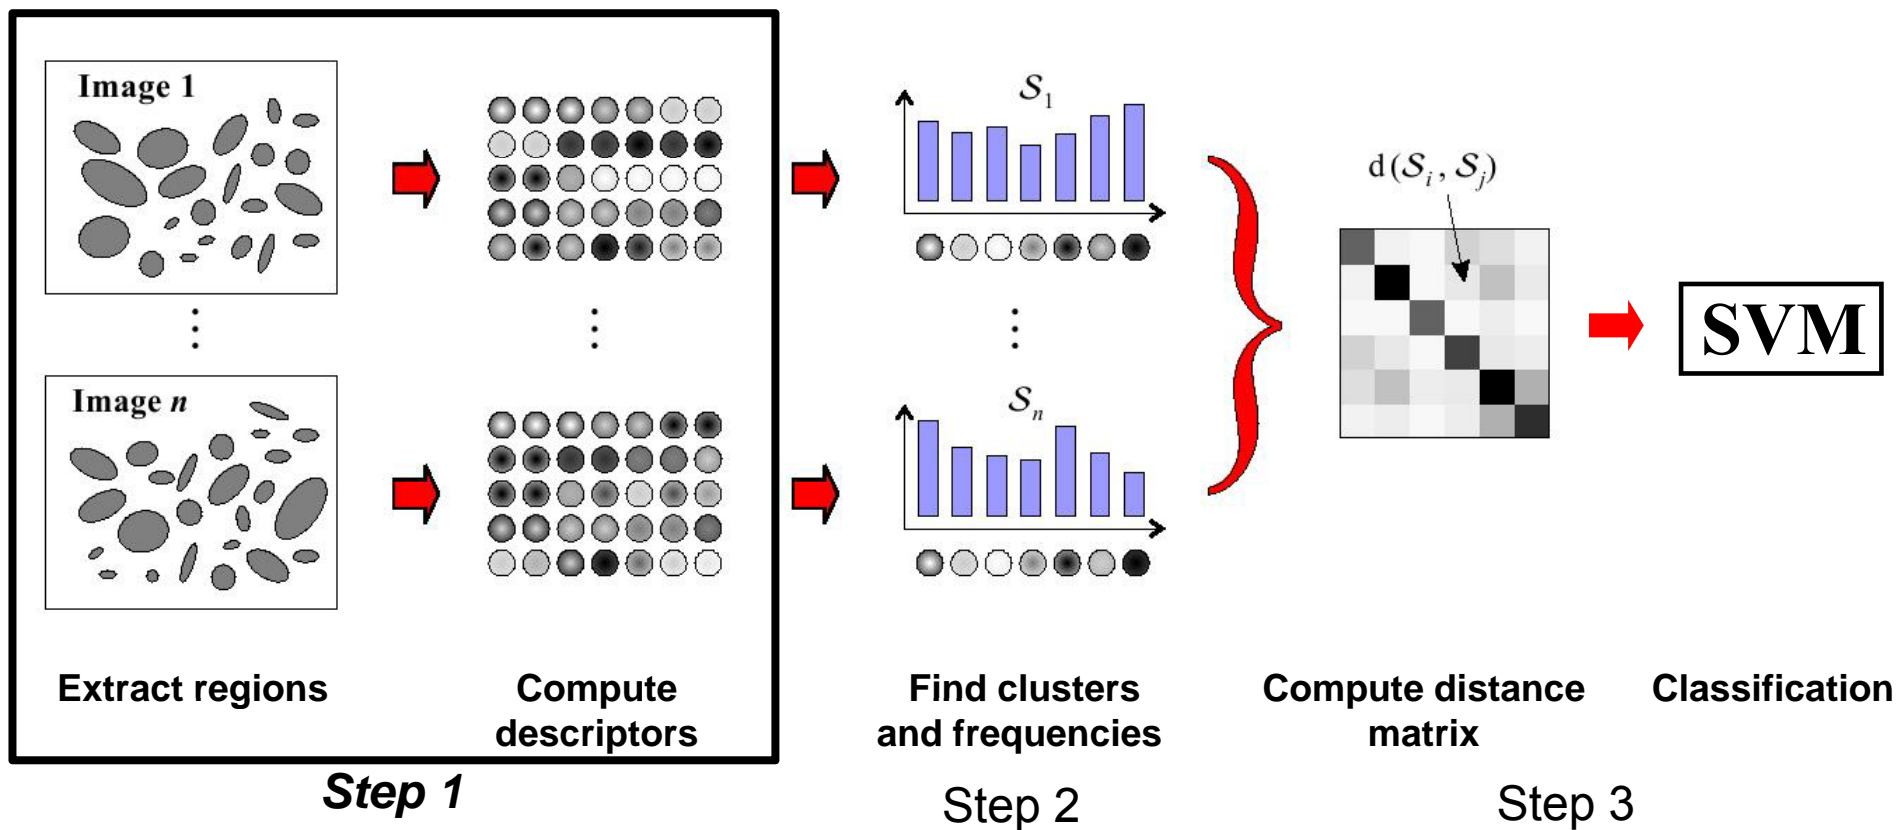 Image 1
S1
d(Si, Sj)
SVM
Image n
Sn
Extract regions
Compute
descriptors
Find clusters
and frequencies
Compute distance
matrix
Classification
Step 1
Step 2
Step 3